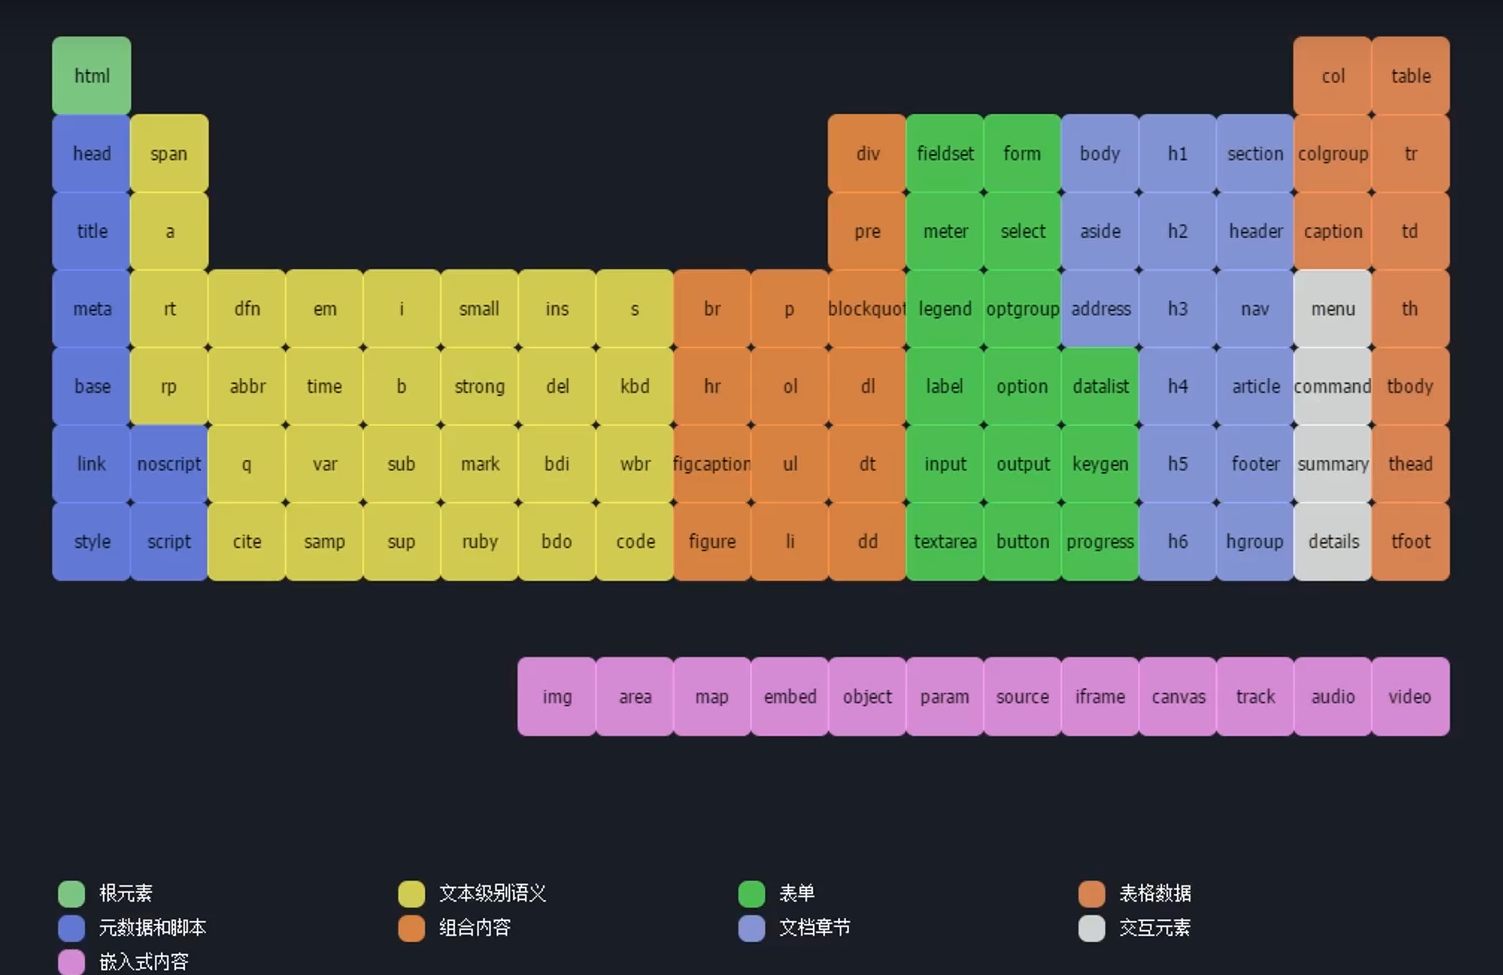 html col table
head span div fieldset form body h1 section colgroup tr
title a pre meter select aside h2 header caption td
meta rt dfn em i small ins s br p blockquot legend optgroup address h3 nav menu th
base rp abbr time b strong del kbd hr ol dl label option datalist h4 article command tbody
link noscript q var sub mark bdi wbr figcaption ul dt input output keygen h5 footer summary thead
style script cite samp sup ruby bdo code figure li dd textarea button progress h6 hgroup details tfoot
img area map embed object param source iframe canvas track audio video
根元素 文本级别语义 表单 表格数据
元数据和脚本 组合内容 文档章节 交互元素
嵌入式内容